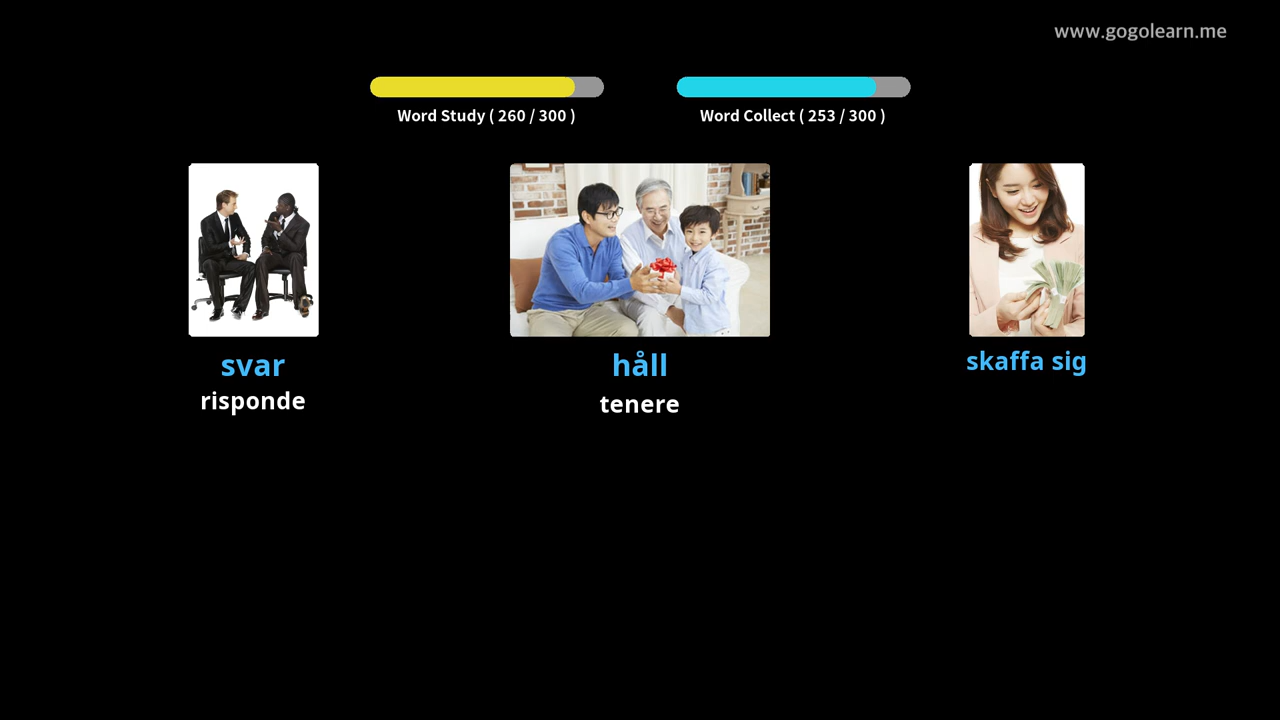 www.gogolearn.me
Word Study ( 260 / 300 )
Word Collect ( 253 / 300 )
svar
risponde
håll
tenere
skaffa sig